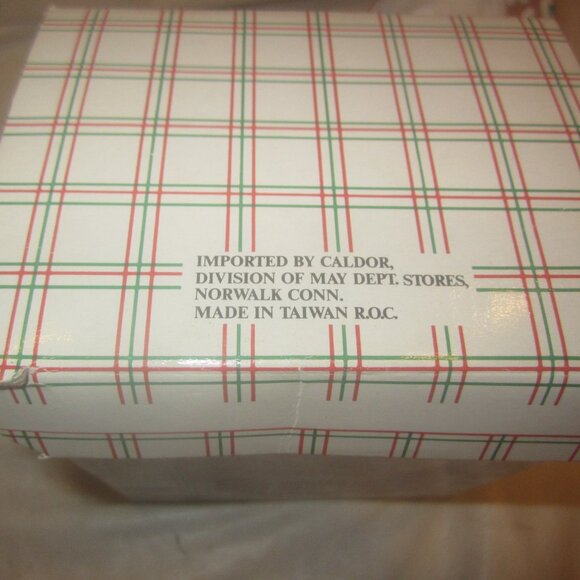 IMPORTED BY CALDOR,
DIVISION OF MAY DEPT. STORES,
NORWALK CONN.
MADE IN TAIWAN R.O.C.